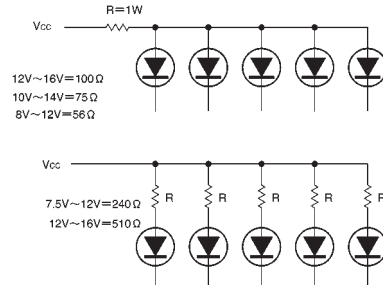 R=1W
Vcc
12V~16V=100Ω
10V~14V=75Ω
8V~12V=56Ω
Vcc
R R R R R
7.5V~12V=240Ω
12V~16V=510Ω